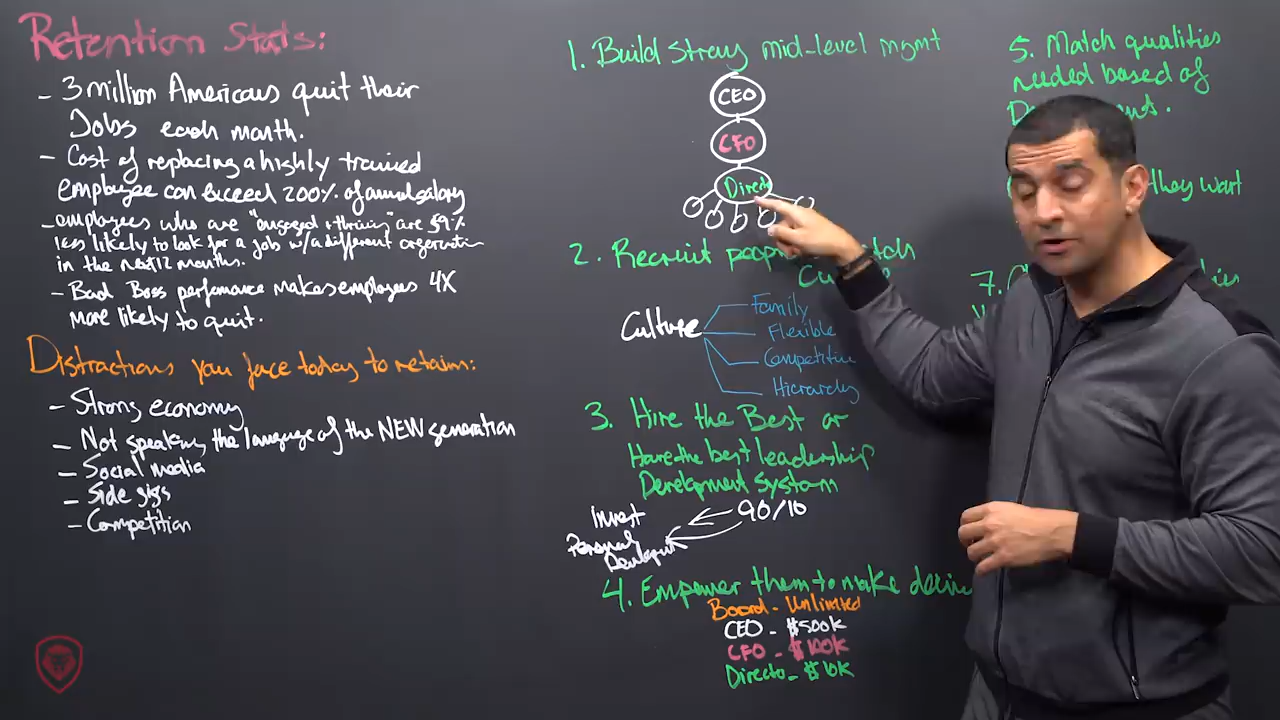 Retention Stats:
- 3 million Americans quit their
Jobs each month.
- Cost of replacing a highly trained
employee can exceed 200% of annual salary
- employees who are "engaged + thriving" are 59%
less likely to look for a job w/ a different organization
in the next 12 months.
- Bad Boss performance makes employees 4X
more likely to quit.
Distractions you face today to retain:
- Strong economy
- Not speaking the language of the NEW generation
- Social media
- Side gigs
- Competition
1. Build Strong mid-level mgmt
CEO
CFO
Directo
2. Recruit
Culture
Family
Flexible
Competitive
Hierarchy
3. Hire the Best or
Have the best leadership
Development System
90/10
Invest
Personal
4. Empower them to make
Board - Unlimited
CEO - $500K
CFO - $100K
Directo - $10K
5. Match qualities
needed based of
they want
7.